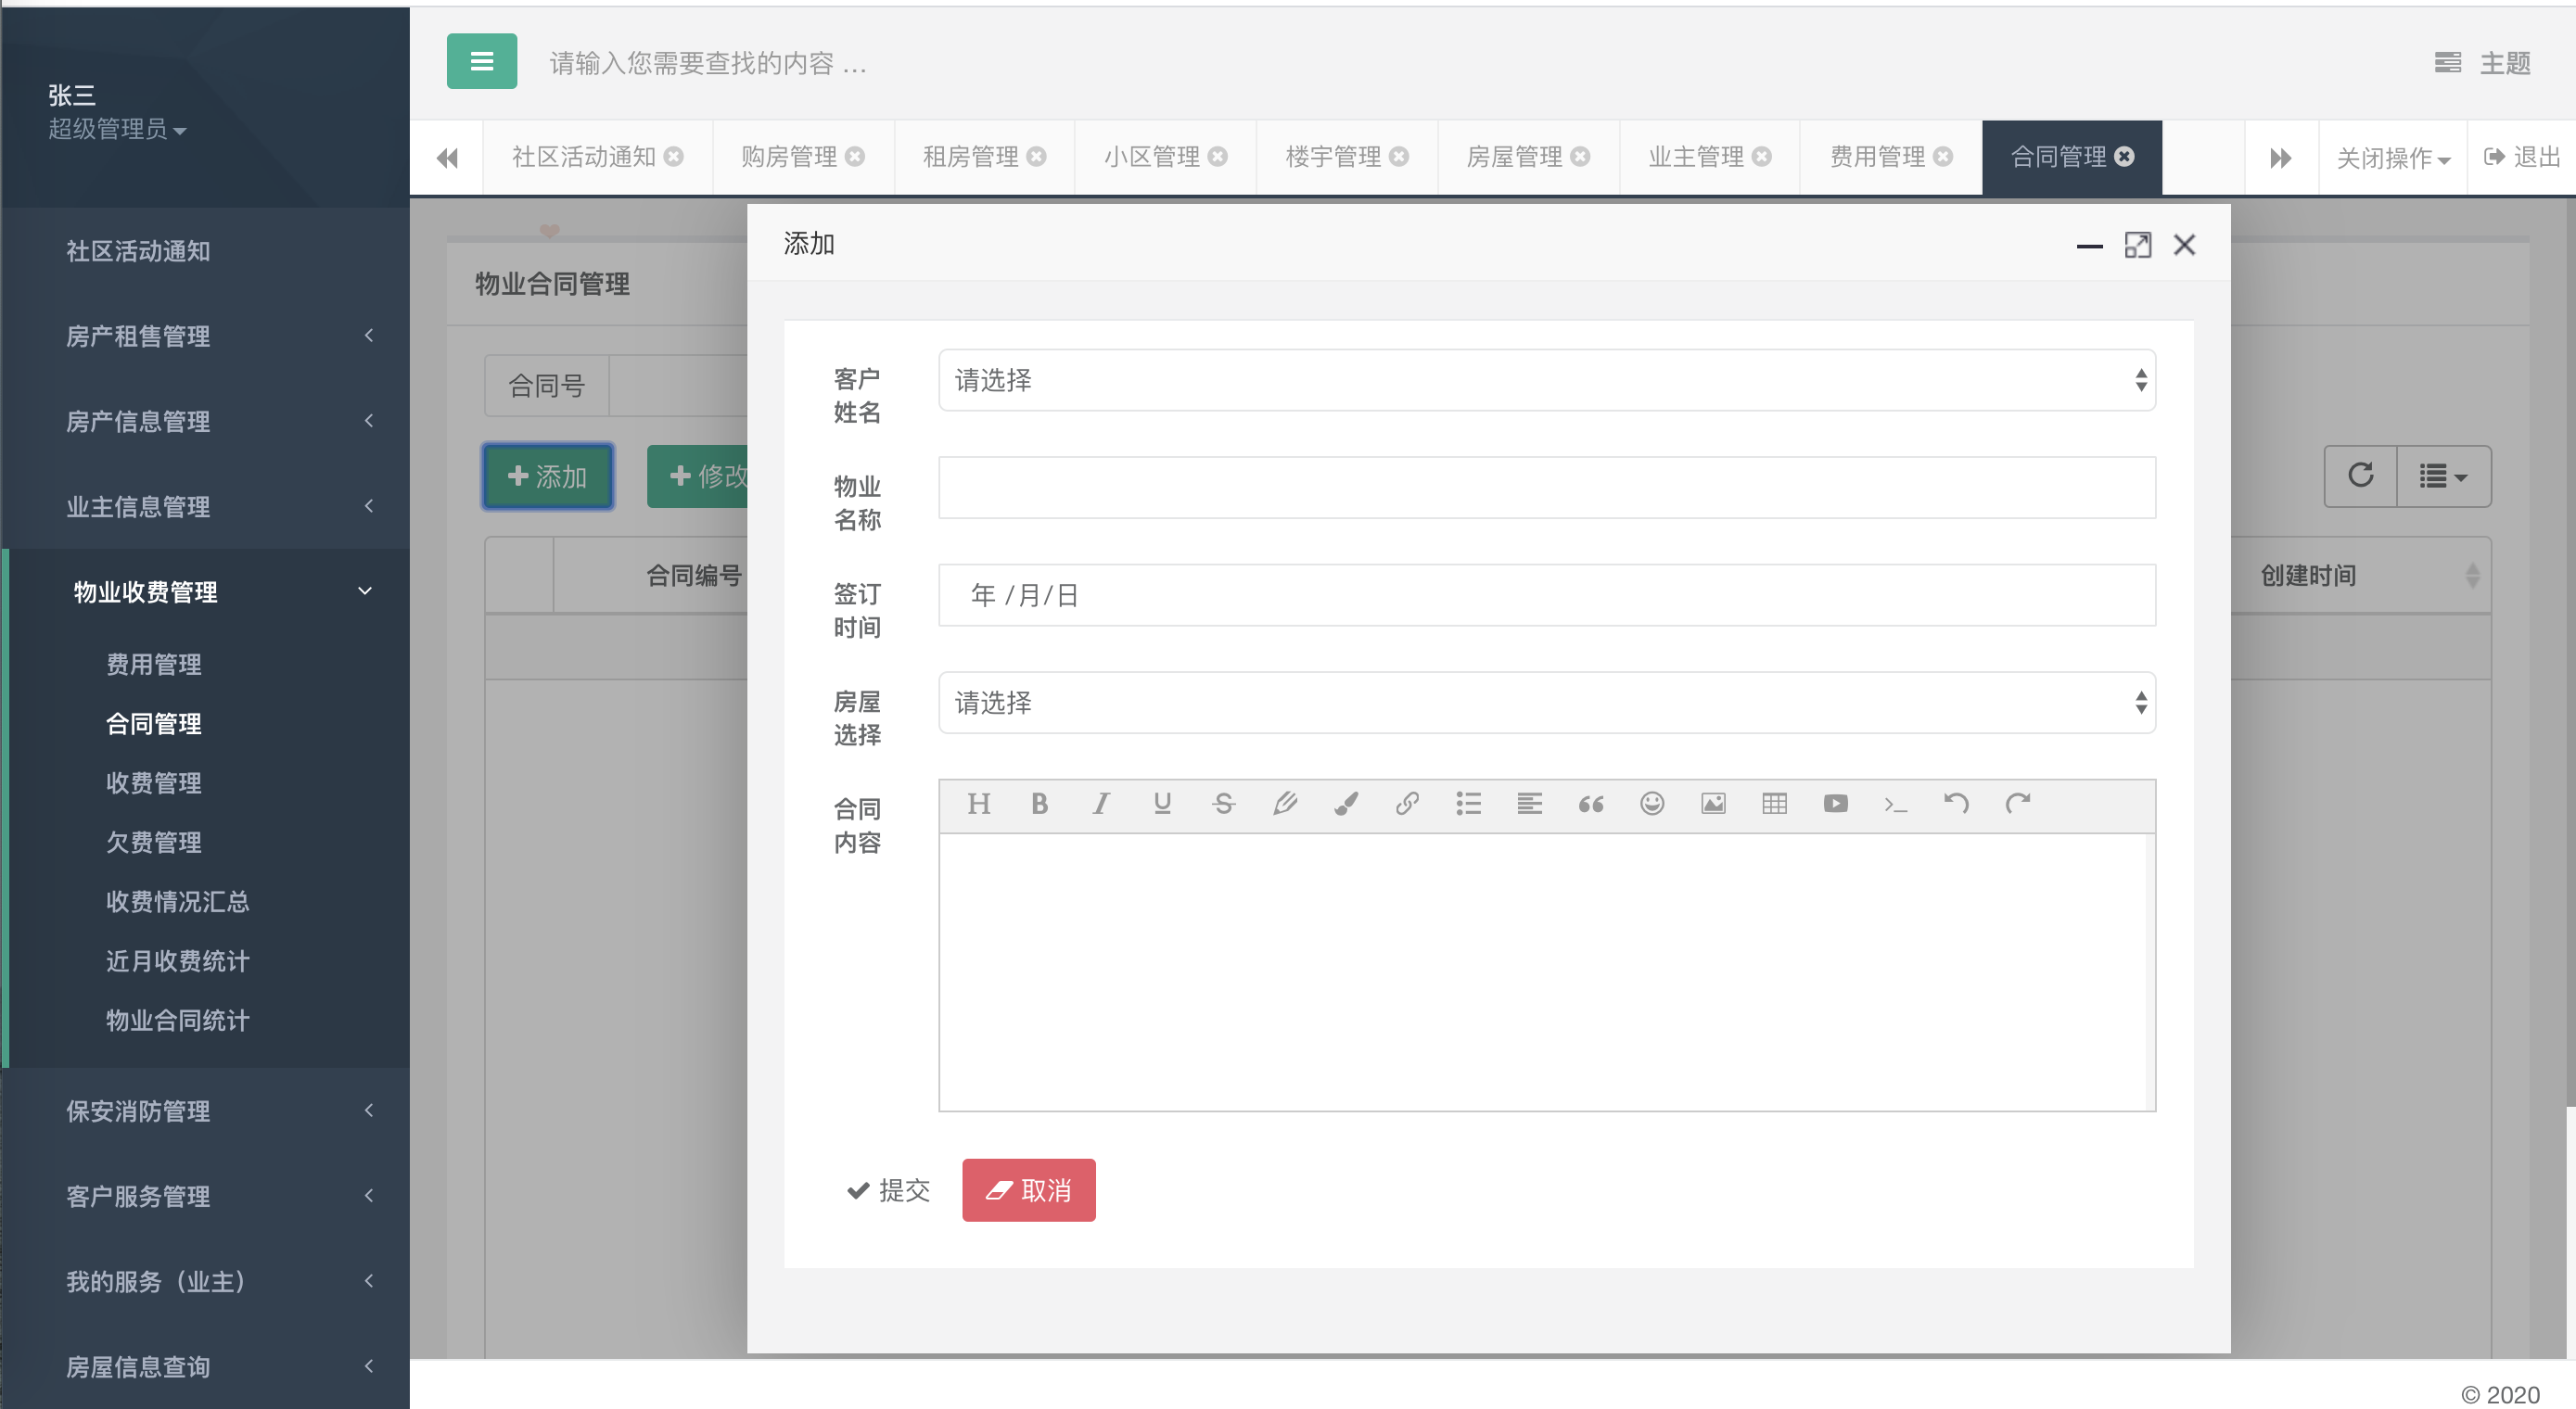 张三
超级管理员
社区活动通知
房产租售管理
房产信息管理
业主信息管理
物业收费管理
费用管理
合同管理
收费管理
欠费管理
收费情况汇总
近月收费统计
物业合同统计
保安消防管理
客户服务管理
我的服务（业主）
房屋信息查询
请输入您需要查找的内容 …
主题
社区活动通知
购房管理
租房管理
小区管理
楼宇管理
房屋管理
业主管理
费用管理
合同管理
关闭操作
退出
物业合同管理
合同号
添加
修改
合同编号
创建时间
添加
客户
姓名
请选择
物业
名称
签订
时间
年 /月/日
房屋
选择
请选择
合同
内容
H B I U S
提交
取消
© 2020